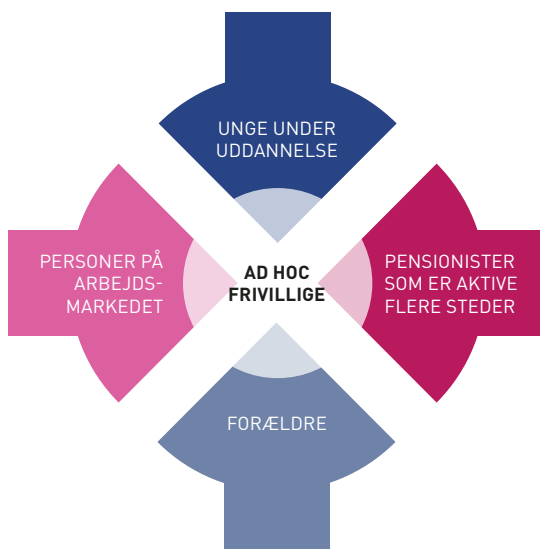 UNGE UNDER
UDDANNELSE
PERSONER PÅ
ARBEJDS-
MARKEDET
AD HOC
FRIVILLIGE
PENSIONISTER
SOM ER AKTIVE
FLERE STEDER
FORÆLDRE